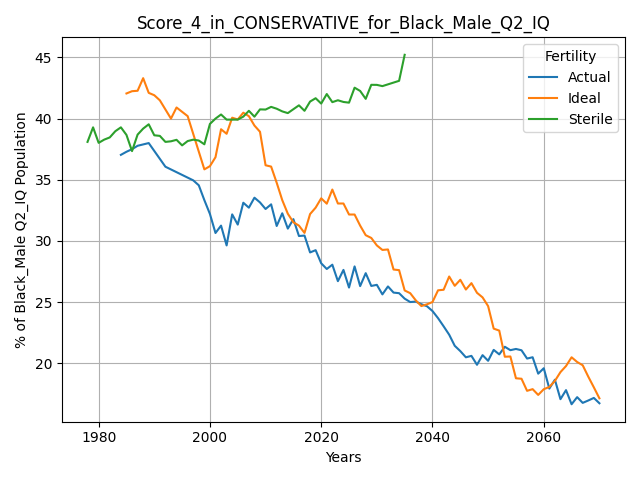 Score_4_in_CONSERVATIVE_for_Black_Male_Q2_IQ
Fertility
Actual
Ideal
Sterile
% of Black_Male Q2_IQ Population
45
40
35
30
25
20
1980
2000
2020
2040
2060
Years